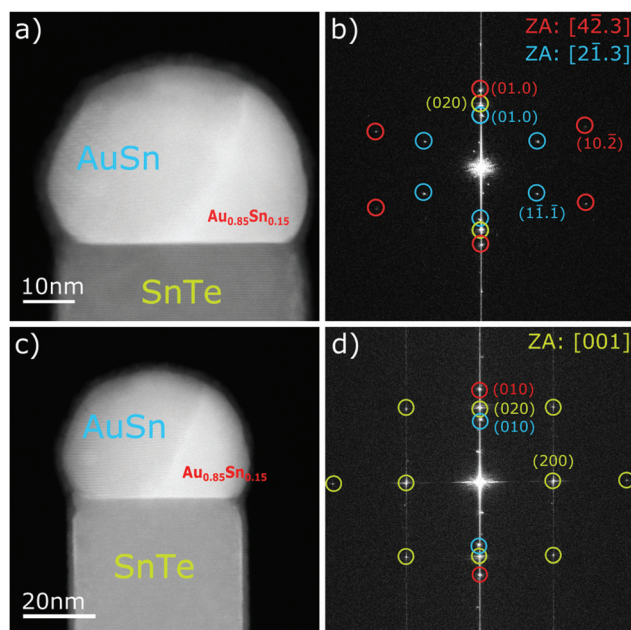 a)
AuSn
Au0.85Sn0.15
SnTe
10nm
b)
ZA: [42̄.3]
ZA: [21̄.3]
(01.0)
(020)
(01.0)
(10.2̄)
(11̄.1̄)
c)
AuSn
Au0.85Sn0.15
SnTe
20nm
d)
ZA: [001]
(010)
(020)
(010)
(200)